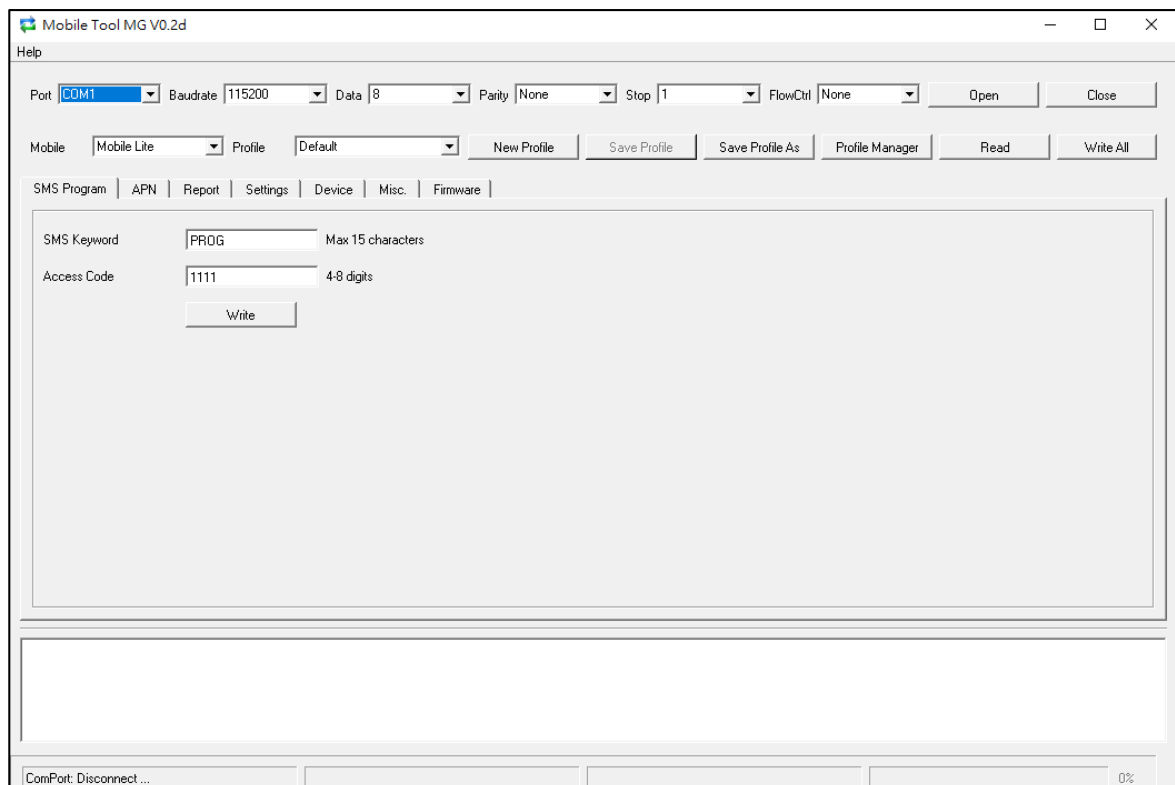 Mobile Tool MG V0.2d
Help
Port COM1 Baudrate 115200 Data 8 Parity None Stop 1 FlowCtrl None Open Close
Mobile Mobile Lite Profile Default New Profile Save Profile Save Profile As Profile Manager Read Write All
SMS Program APN Report Settings Device Misc. Firmware
SMS Keyword PROG Max 15 characters
Access Code 1111 4-8 digits
Write
ComPort: Disconnect ... 0%